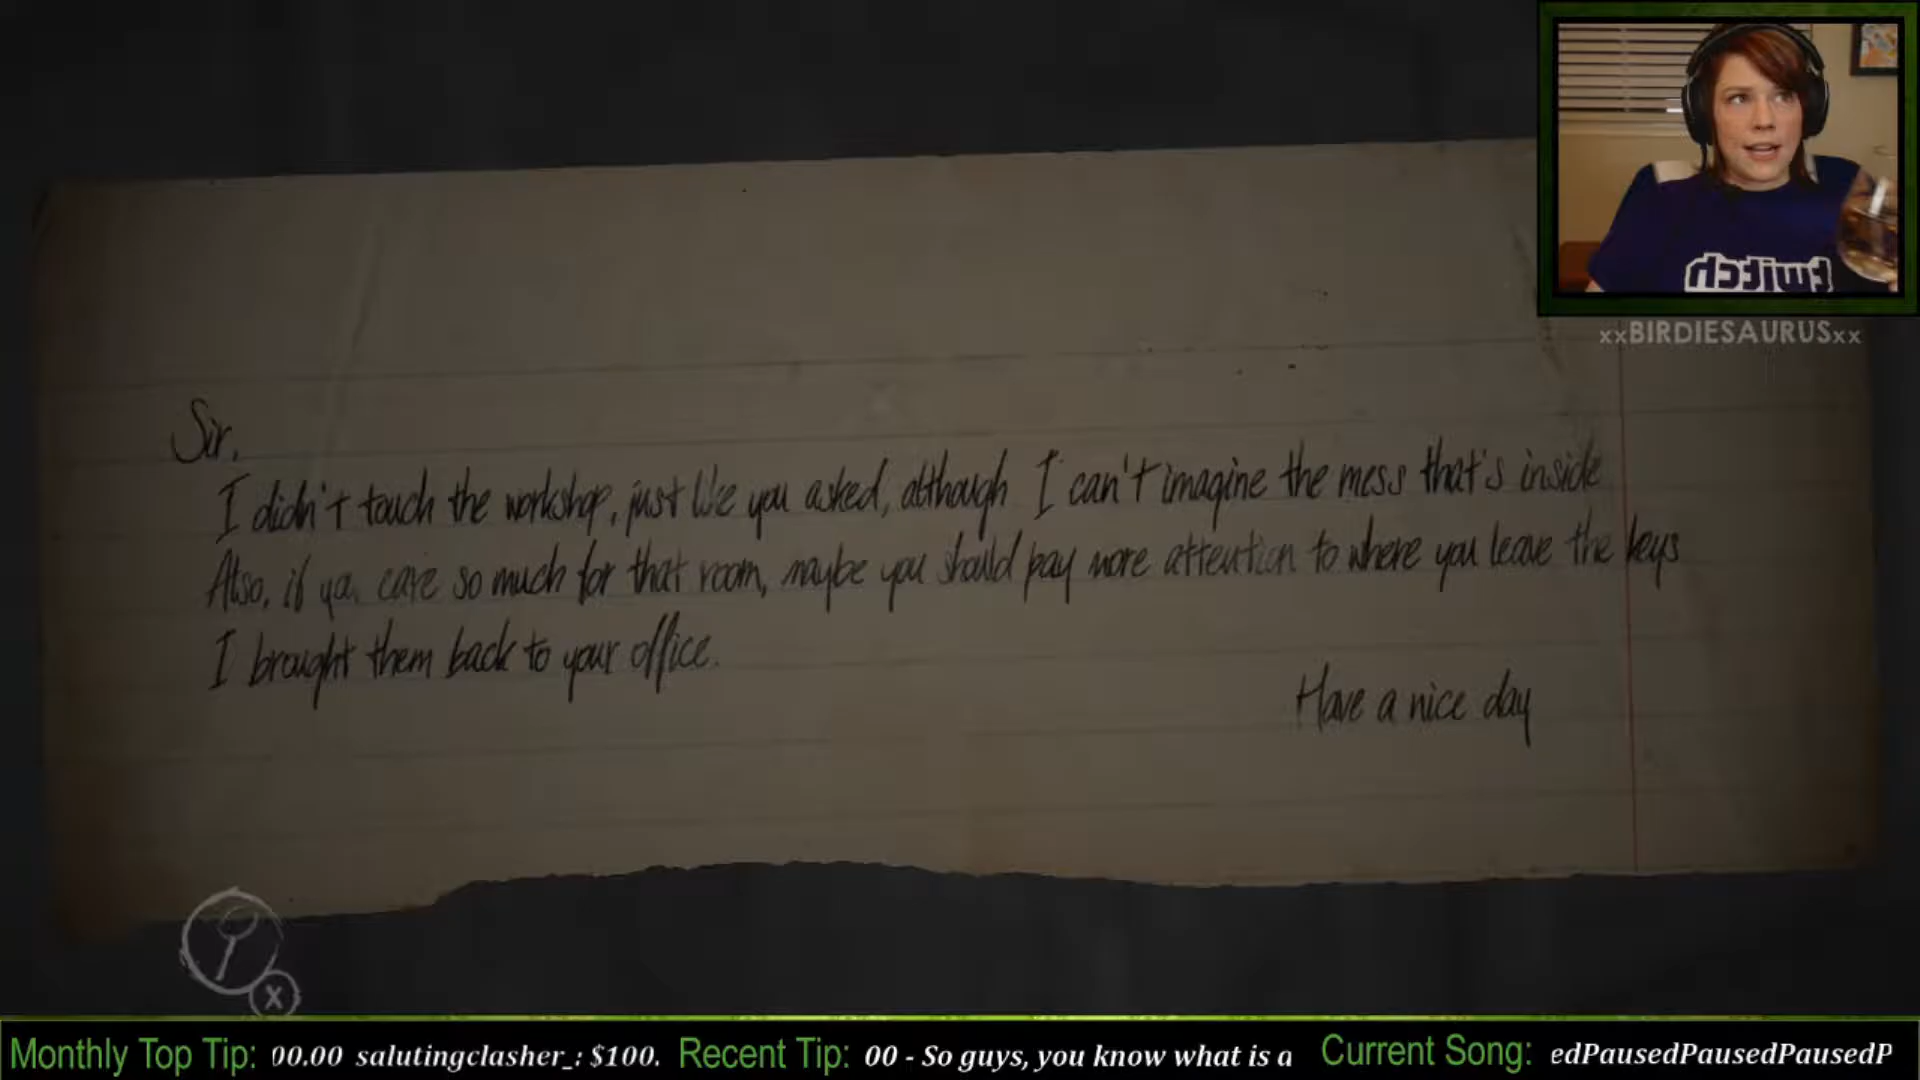 xxBIRDIESAURUSxx
twitch
Sir,
I didn't touch the workshop, just like you asked, although I can't imagine the mess that's inside
Also, if you care so much for that room, maybe you should pay more attention to where you leave the keys
I brought them back to your office.
Have a nice day
X
Monthly Top Tip: 00.00 salutingclasher_: $100. Recent Tip: 00 - So guys, you know what is a Current Song: edPausedPausedPausedP